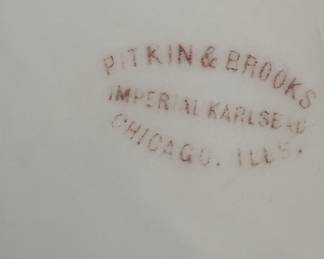 PITKIN & BROOKS
IMPERIAL KARLSBAD
CHICAGO. ILLS.